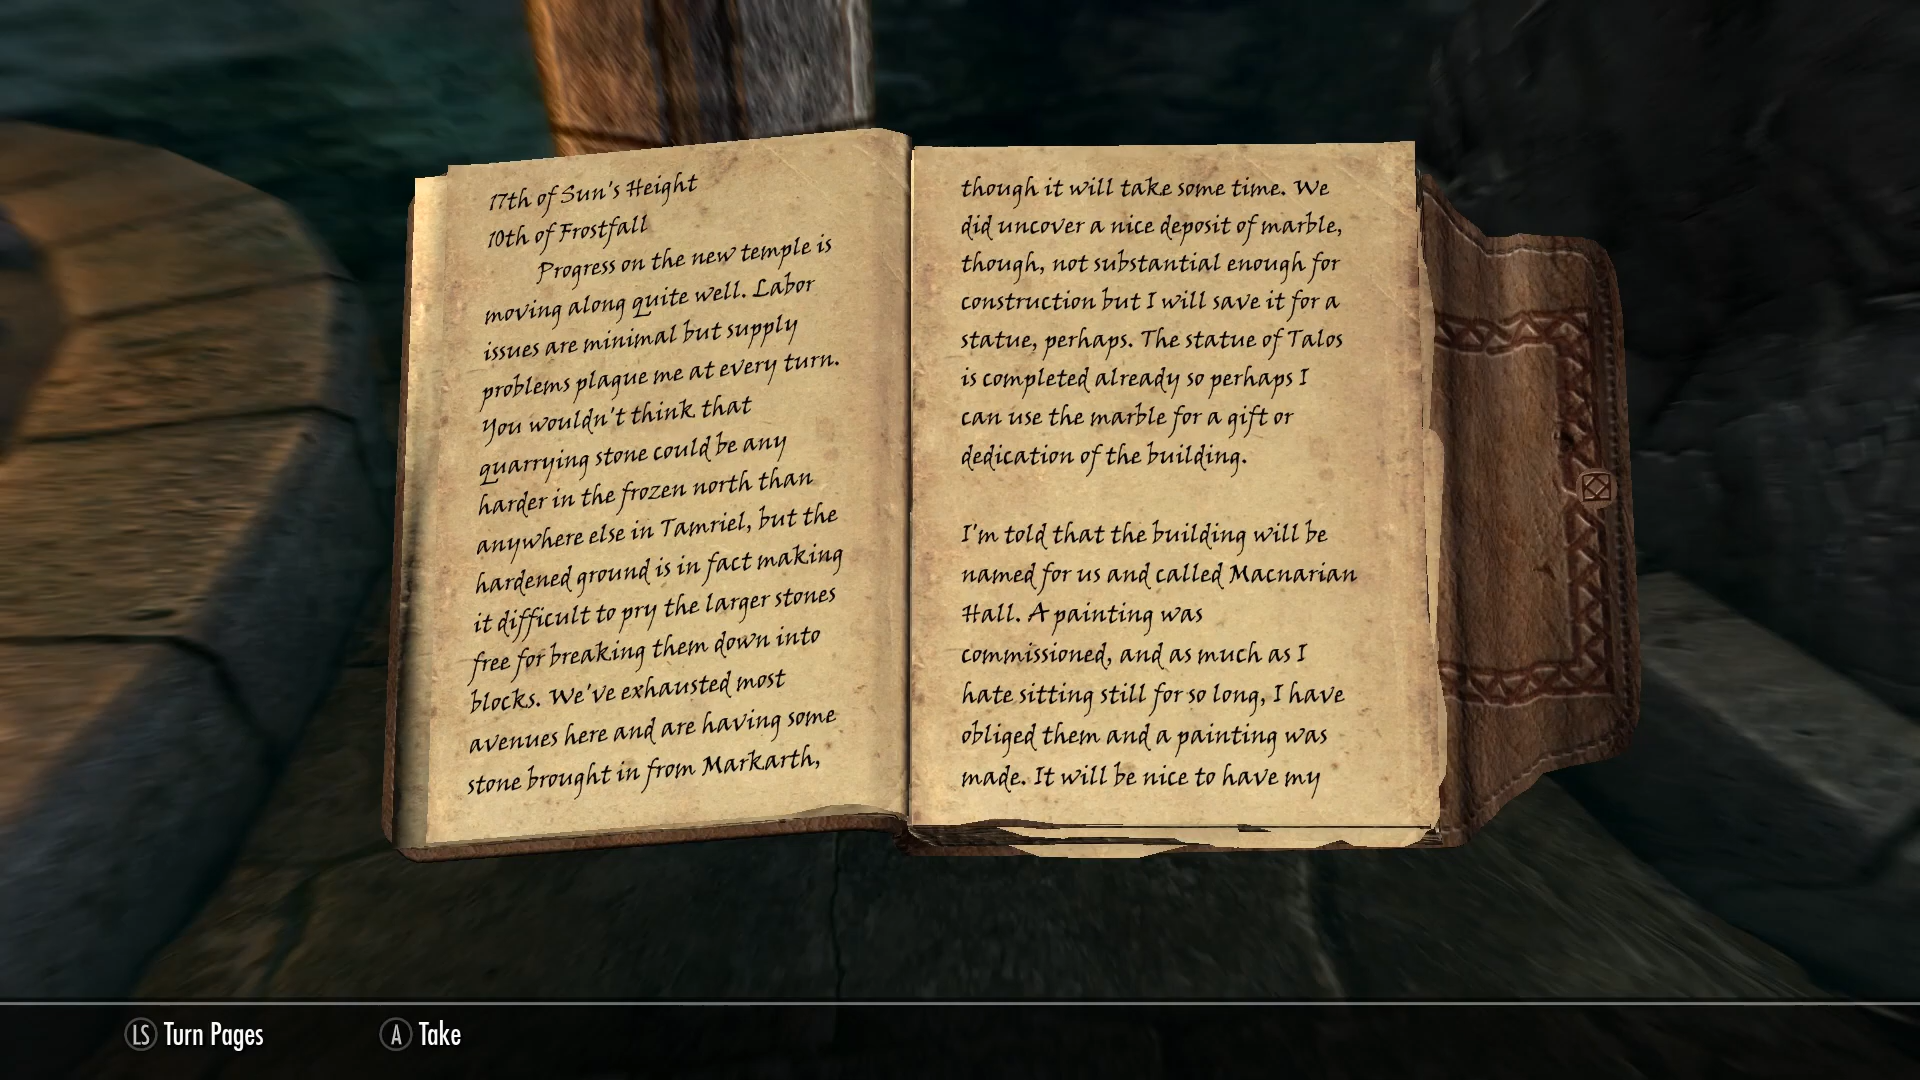 17th of Sun's Height
10th of Frostfall
Progress on the new temple is
moving along quite well. Labor
issues are minimal but supply
problems plague me at every turn.
You wouldn't think that
quarrying stone could be any
harder in the frozen north than
anywhere else in Tamriel, but the
hardened ground is in fact making
it difficult to pry the larger stones
free for breaking them down into
blocks. We've exhausted most
avenues here and are having some
stone brought in from Markarth,
though it will take some time. We
did uncover a nice deposit of marble,
though, not substantial enough for
construction but I will save it for a
statue, perhaps. The statue of Talos
is completed already so perhaps I
can use the marble for a gift or
dedication of the building.
I'm told that the building will be
named for us and called Macnarian
Hall. A painting was
commissioned, and as much as I
hate sitting still for so long, I have
obliged them and a painting was
made. It will be nice to have my
LS Turn Pages
A Take